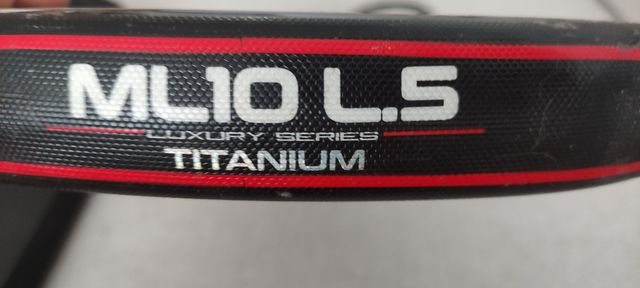 ML10 L.S
LUXURY SERIES
TITANIUM